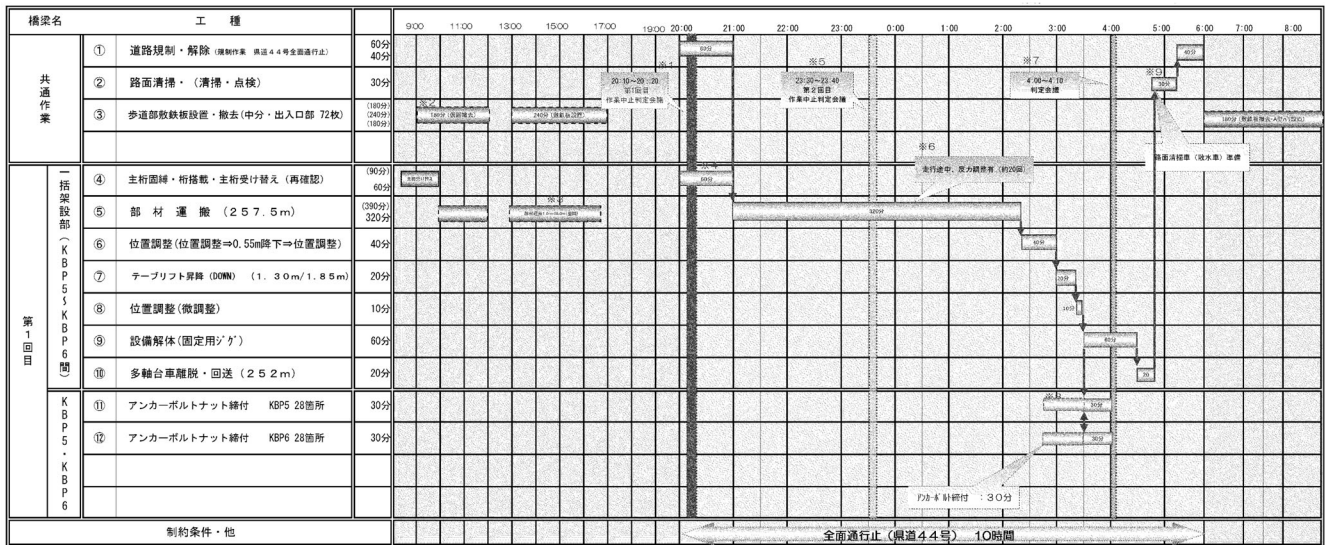 橋梁名 工 種 9:00 11:00 13:00 15:00 17:00 19:00 20:00 21:00 22:00 23:00 0:00 1:00 2:00 3:00 4:00 5:00 6:00 7:00 8:00
共通作業
① 道路規制・解除 (規制作業 県道44号全面通行止) 60分 40分 60分 40分
② 路面清掃・(清掃・点検) 30分 30分
③ 歩道部敷鉄板設置・撤去(中分・出入口部 72枚) (180分) (240分) (180分)
※1
20:10~20:20
第1回目
作業中止判定会議
※5
23:30~23:40
第2回目
作業中止判定会議
※7
4:00~4:10
判定会議
※9
※2
240分(敷鉄板設置)
路面清掃車(散水車)準備
第1回目
一括架設部(KBP5~KBP6間)
④ 主桁固縛・桁搭載・主桁受け替え(再確認) (90分) 60分 主桁受け替え ※4 60分
※6
走行途中、反力調整有(約20回)
⑤ 部材運搬(257.5m) (390分) 320分 ※3 320分
⑥ 位置調整(位置調整⇒0.55m降下⇒位置調整) 40分 40分
⑦ テーブリフト昇降(DOWN) (1.30m/1.85m) 20分 20分
⑧ 位置調整(微調整) 10分 10分
⑨ 設備解体(固定用ジグ) 60分 60分
⑩ 多軸台車離脱・回送(252m) 20分 20
KBP5・KBP6
⑪ アンカーボルトナット締付 KBP5 28箇所 30分 30分
⑫ アンカーボルトナット締付 KBP6 28箇所 30分 30分
アンカーボルト締付 :30分
制約条件・他 全面通行止(県道44号) 10時間